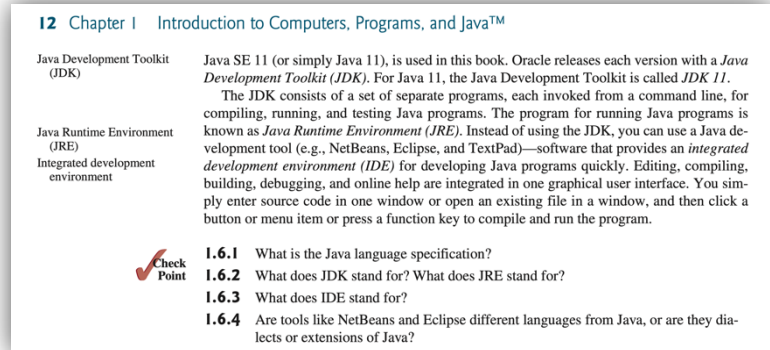 12 Chapter 1 Introduction to Computers, Programs, and Java™
Java Development Toolkit
(JDK)
Java Runtime Environment
(JRE)
Integrated development
environment
Java SE 11 (or simply Java 11), is used in this book. Oracle releases each version with a Java
Development Toolkit (JDK). For Java 11, the Java Development Toolkit is called JDK 11.
The JDK consists of a set of separate programs, each invoked from a command line, for
compiling, running, and testing Java programs. The program for running Java programs is
known as Java Runtime Environment (JRE). Instead of using the JDK, you can use a Java de-
velopment tool (e.g., NetBeans, Eclipse, and TextPad)—software that provides an integrated
development environment (IDE) for developing Java programs quickly. Editing, compiling,
building, debugging, and online help are integrated in one graphical user interface. You sim-
ply enter source code in one window or open an existing file in a window, and then click a
button or menu item or press a function key to compile and run the program.
Check
Point
1.6.1 What is the Java language specification?
1.6.2 What does JDK stand for? What does JRE stand for?
1.6.3 What does IDE stand for?
1.6.4 Are tools like NetBeans and Eclipse different languages from Java, or are they dia-
lects or extensions of Java?